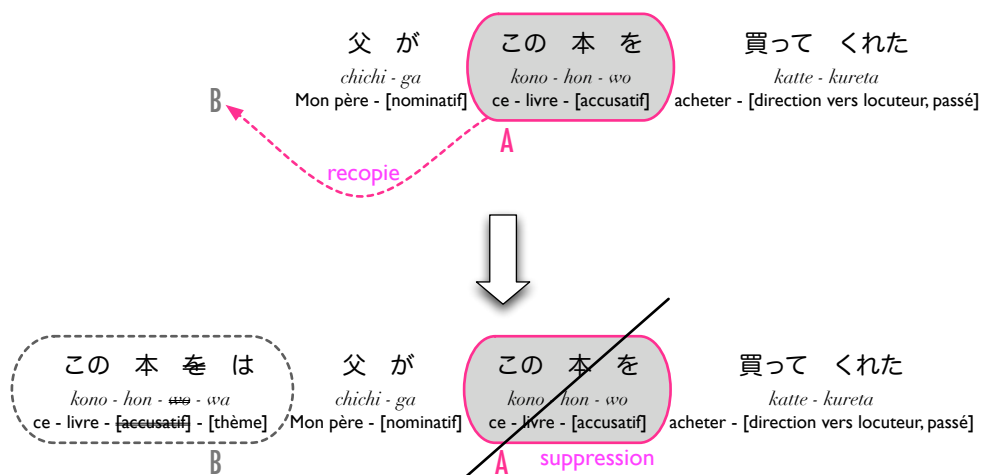 父 が この 本 を 買って くれた
chichi - ga kono - hon - wo katte - kureta
Mon père - [nominatif] ce - livre - [accusatif] acheter - [direction vers locuteur, passé]
B
A
recopie
この 本 を は 父 が この 本 を 買って くれた
kono - hon - wo - wa chichi - ga kono - hon - wo katte - kureta
ce - livre - [accusatif] - [thème] Mon père - [nominatif] ce - livre - [accusatif] acheter - [direction vers locuteur, passé]
B A suppression